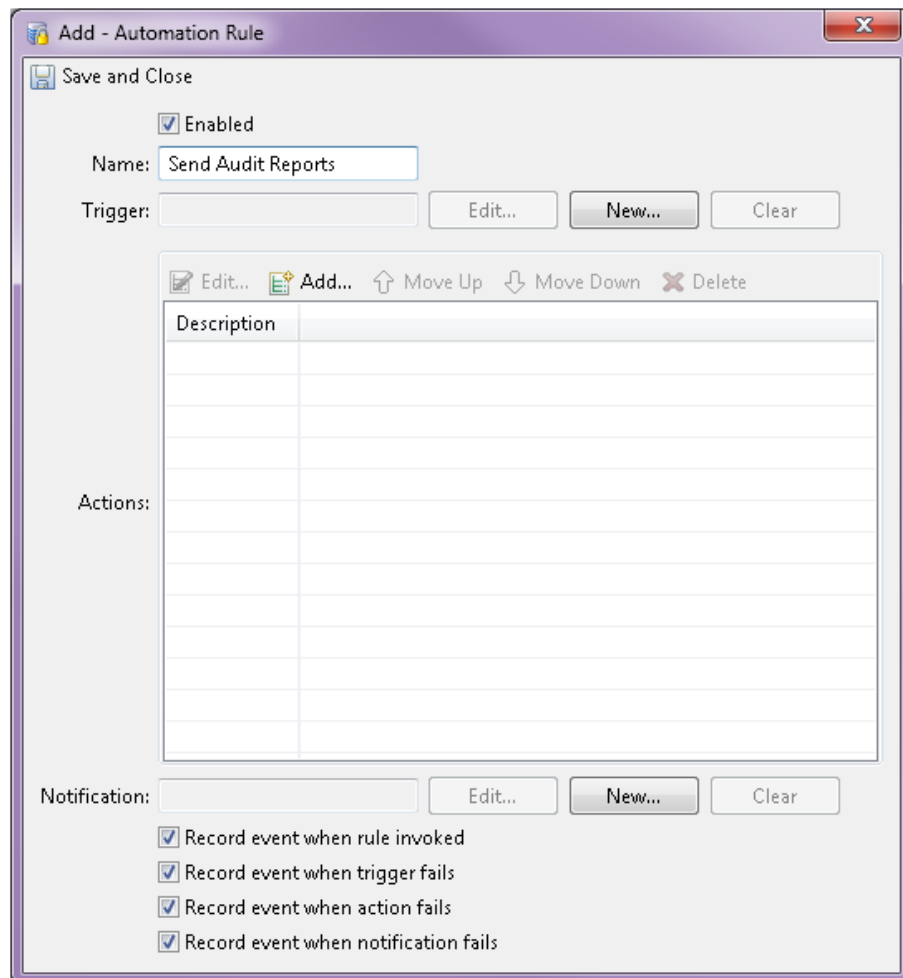 Add - Automation Rule
Save and Close
Enabled
Name: Send Audit Reports
Trigger: Edit... New... Clear
Edit... Add... Move Up Move Down Delete
Description
Actions:
Notification: Edit... New... Clear
Record event when rule invoked
Record event when trigger fails
Record event when action fails
Record event when notification fails